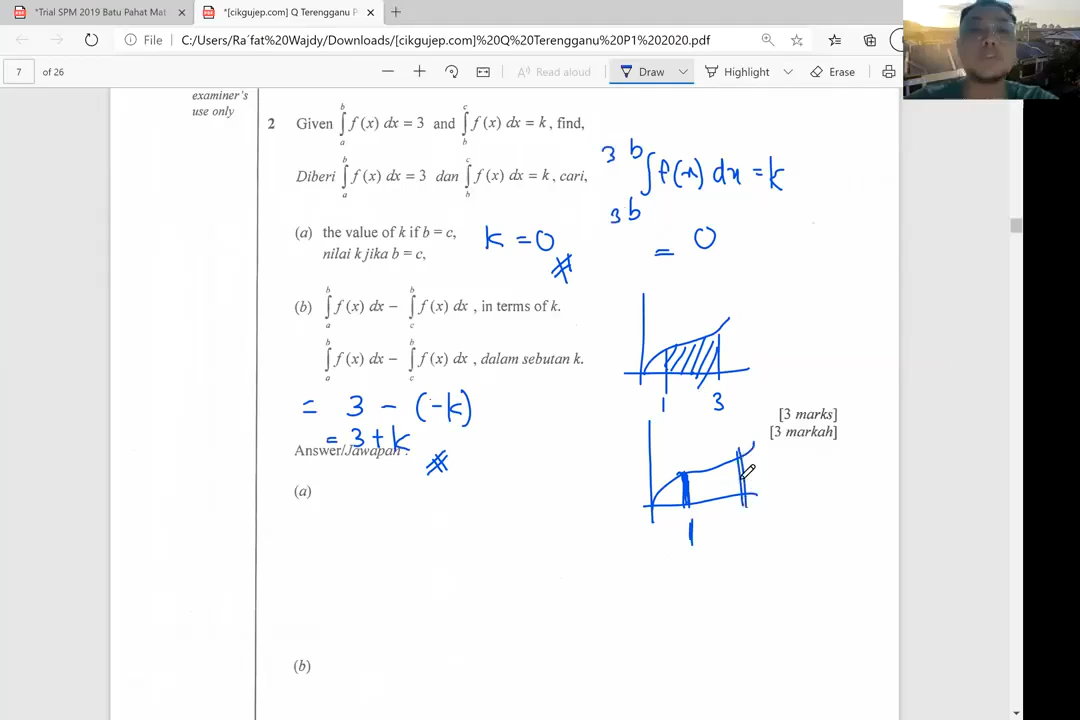 *Trial SPM 2019 Batu Pahat Mat
*[cikgujep.com] Q Terengganu P
File C:/Users/Ra´fat%20Wajdy/Downloads/[cikgujep.com]%20Q%20Terengganu%20P1%202020.pdf
7 of 26 Read aloud Draw Highlight Erase
examiner's
use only
2 Given ∫_a^b f(x) dx = 3 and ∫_b^c f(x) dx = k, find,
Diberi ∫_a^b f(x) dx = 3 dan ∫_b^c f(x) dx = k, cari,
3 b ∫ f(x) dx = k
3 b
(a) the value of k if b = c,
nilai k jika b = c,
k = 0
= 0
(b) ∫_a^b f(x) dx − ∫_c^b f(x) dx, in terms of k.
∫_a^b f(x) dx − ∫_c^b f(x) dx, dalam sebutan k.
= 3 − (−k)
= 3 + k
1 3
[3 marks]
[3 markah]
Answer/Jawapan :
(a)
1
(b)